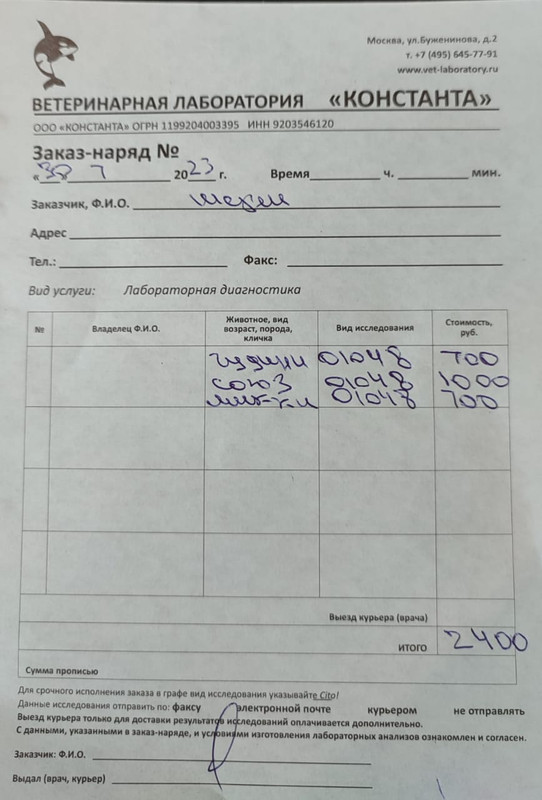 Москва, ул.Буженинова, д.2
т. +7 (495) 645-77-91
www.vet-laboratory.ru
ВЕТЕРИНАРНАЯ ЛАБОРАТОРИЯ «КОНСТАНТА»
ООО «КОНСТАНТА» ОГРН 1199204003395 ИНН 9203546120
Заказ-наряд №
« 7 2023 г. Время ч. мин.
Заказчик, Ф.И.О.
Адрес
Тел.: Факс:
Вид услуги: Лабораторная диагностика
№ Владелец Ф.И.О. Животное, вид возраст, порода, кличка Вид исследования Стоимость, руб.
01048 700
союз 01048 1000
01048 700
Выезд курьера (врача)
ИТОГО 2400
Сумма прописью
Для срочного исполнения заказа в графе вид исследования указывайте Cito!
Данные исследования отправить по: факсу электронной почте курьером не отправлять
Выезд курьера только для доставки результатов исследований оплачивается дополнительно.
С данными, указанными в заказ-наряде, и условиями изготовления лабораторных анализов ознакомлен и согласен.
Заказчик: Ф.И.О.
Выдал (врач, курьер)